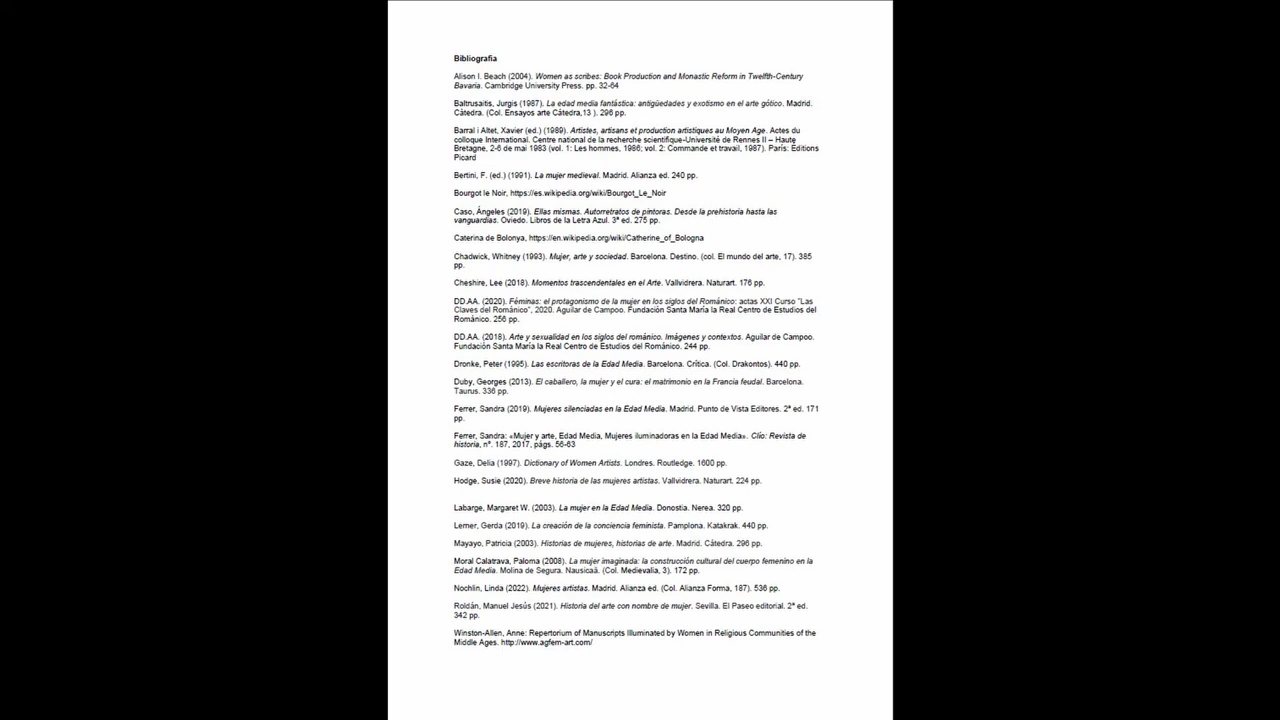 Bibliografia
Alison I. Beach (2004). Women as scribes: Book Production and Monastic Reform in Twelfth-Century
Bavaria. Cambridge University Press. pp. 32-64
Baltrusaitis, Jurgis (1987). La edad media fantástica: antigüedades y exotismo en el arte gótico. Madrid.
Cátedra. (Col. Ensayos arte Cátedra,13 ). 296 pp.
Barral i Altet, Xavier (ed.) (1989). Artistes, artisans et production artistiques au Moyen Age. Actes du
colloque International. Centre national de la recherche scientifique-Université de Rennes II – Haute
Bretagne, 2-6 de mai 1983 (vol. 1: Les hommes, 1986; vol. 2: Commande et travail, 1987). París: Editions
Picard
Bertini, F. (ed.) (1991). La mujer medieval. Madrid. Alianza ed. 240 pp.
Bourgot le Noir, https://es.wikipedia.org/wiki/Bourgot_Le_Noir
Caso, Ángeles (2019). Ellas mismas. Autorretratos de pintoras. Desde la prehistoria hasta las
vanguardias. Oviedo. Libros de la Letra Azul. 3ª ed. 275 pp.
Caterina de Bolonya, https://en.wikipedia.org/wiki/Catherine_of_Bologna
Chadwick, Whitney (1993). Mujer, arte y sociedad. Barcelona. Destino. (col. El mundo del arte, 17). 385
pp.
Cheshire, Lee (2018). Momentos trascendentales en el Arte. Vallvidrera. Naturart. 176 pp.
DD.AA. (2020). Féminas: el protagonismo de la mujer en los siglos del Románico: actas XXI Curso “Las
Claves del Románico”, 2020. Aguilar de Campoo. Fundación Santa María la Real Centro de Estudios del
Románico. 256 pp.
DD.AA. (2018). Arte y sexualidad en los siglos del románico. Imágenes y contextos. Aguilar de Campoo.
Fundación Santa María la Real Centro de Estudios del Románico. 244 pp.
Dronke, Peter (1995). Las escritoras de la Edad Media. Barcelona. Crítica. (Col. Drakontos). 440 pp.
Duby, Georges (2013). El caballero, la mujer y el cura: el matrimonio en la Francia feudal. Barcelona.
Taurus. 336 pp.
Ferrer, Sandra (2019). Mujeres silenciadas en la Edad Media. Madrid. Punto de Vista Editores. 2ª ed. 171
pp.
Ferrer, Sandra: «Mujer y arte, Edad Media, Mujeres iluminadoras en la Edad Media». Clío: Revista de
historia, nº. 187, 2017, págs. 56-63
Gaze, Delia (1997). Dictionary of Women Artists. Londres. Routledge. 1600 pp.
Hodge, Susie (2020). Breve historia de las mujeres artistas. Vallvidrera. Naturart. 224 pp.
Labarge, Margaret W. (2003). La mujer en la Edad Media. Donostia. Nerea. 320 pp.
Lerner, Gerda (2019). La creación de la conciencia feminista. Pamplona. Katakrak. 440 pp.
Mayayo, Patricia (2003). Historias de mujeres, historias de arte. Madrid. Cátedra. 296 pp.
Moral Calatrava, Paloma (2008). La mujer imaginada: la construcción cultural del cuerpo femenino en la
Edad Media. Molina de Segura. Nausicaä. (Col. Medievalia, 3). 172 pp.
Nochlin, Linda (2022). Mujeres artistas. Madrid. Alianza ed. (Col. Alianza Forma, 187). 536 pp.
Roldán, Manuel Jesús (2021). Historia del arte con nombre de mujer. Sevilla. El Paseo editorial. 2ª ed.
342 pp.
Winston-Allen, Anne: Repertorium of Manuscripts Illuminated by Women in Religious Communities of the
Middle Ages. http://www.agfem-art.com/